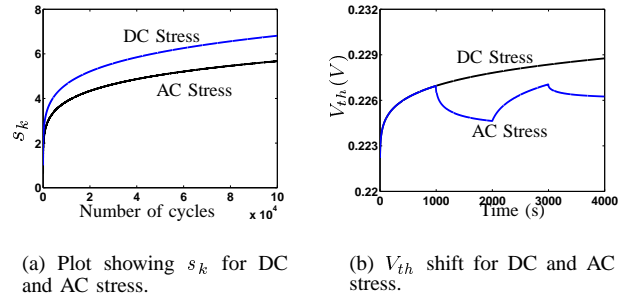 8
6
4
2
0
s_k
DC Stress
AC Stress
0 2 4 6 8 10
Number of cycles
x 10^4
(a) Plot showing s_k for DC
and AC stress.
0.232
0.229
0.226
0.223
0.22
V_th(V)
DC Stress
AC Stress
0 1000 2000 3000 4000
Time (s)
(b) V_th shift for DC and AC
stress.